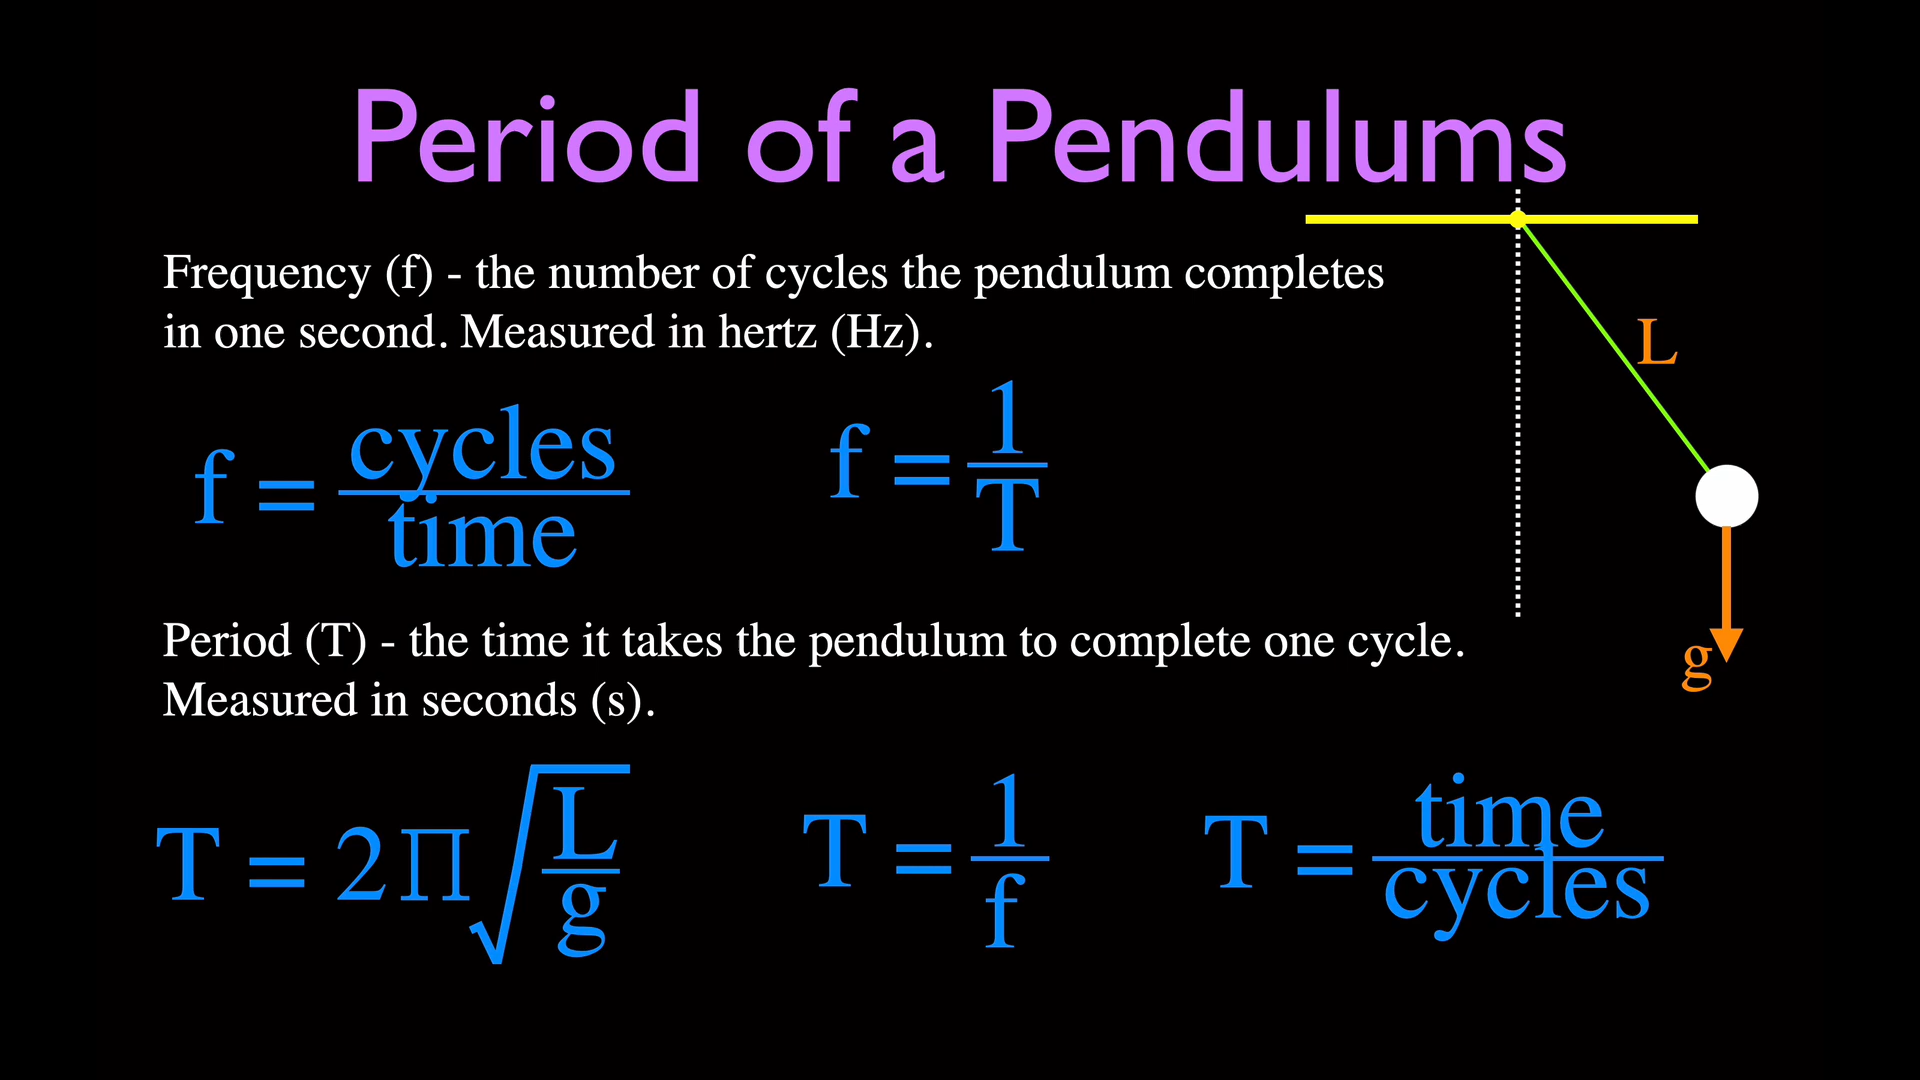 Period of a Pendulums
Frequency (f) - the number of cycles the pendulum completes
in one second. Measured in hertz (Hz).
L
f = cycles/time
f = 1/T
Period (T) - the time it takes the pendulum to complete one cycle.
Measured in seconds (s).
g
T = 2∏√(L/g)
T = 1/f
T = time/cycles